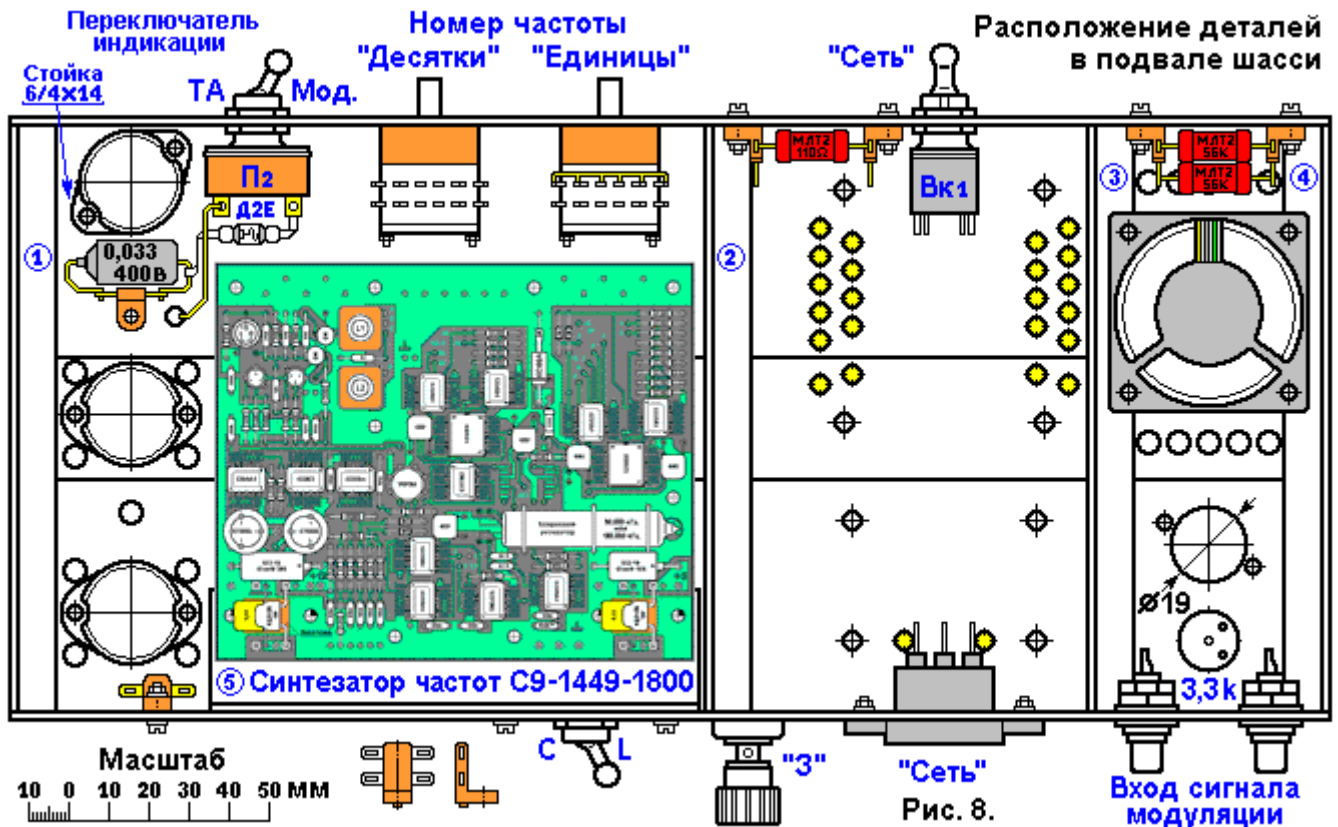 Переключатель
индикации
Номер частоты
"Десятки" "Единицы"
"Сеть"
Расположение деталей
в подвале шасси
Стойка
6/4х14
ТА
Мод.
П2
Д2Е
0,033
400В
МЛТ2
110Ω
Вк1
МЛТ2
56К
МЛТ2
56К
1
2
3
4
⌀19
3,3k
5 Синтезатор частот С9-1449-1800
С
L
"З"
"Сеть"
Вход сигнала
модуляции
Масштаб
10 0 10 20 30 40 50 мм
Рис. 8.